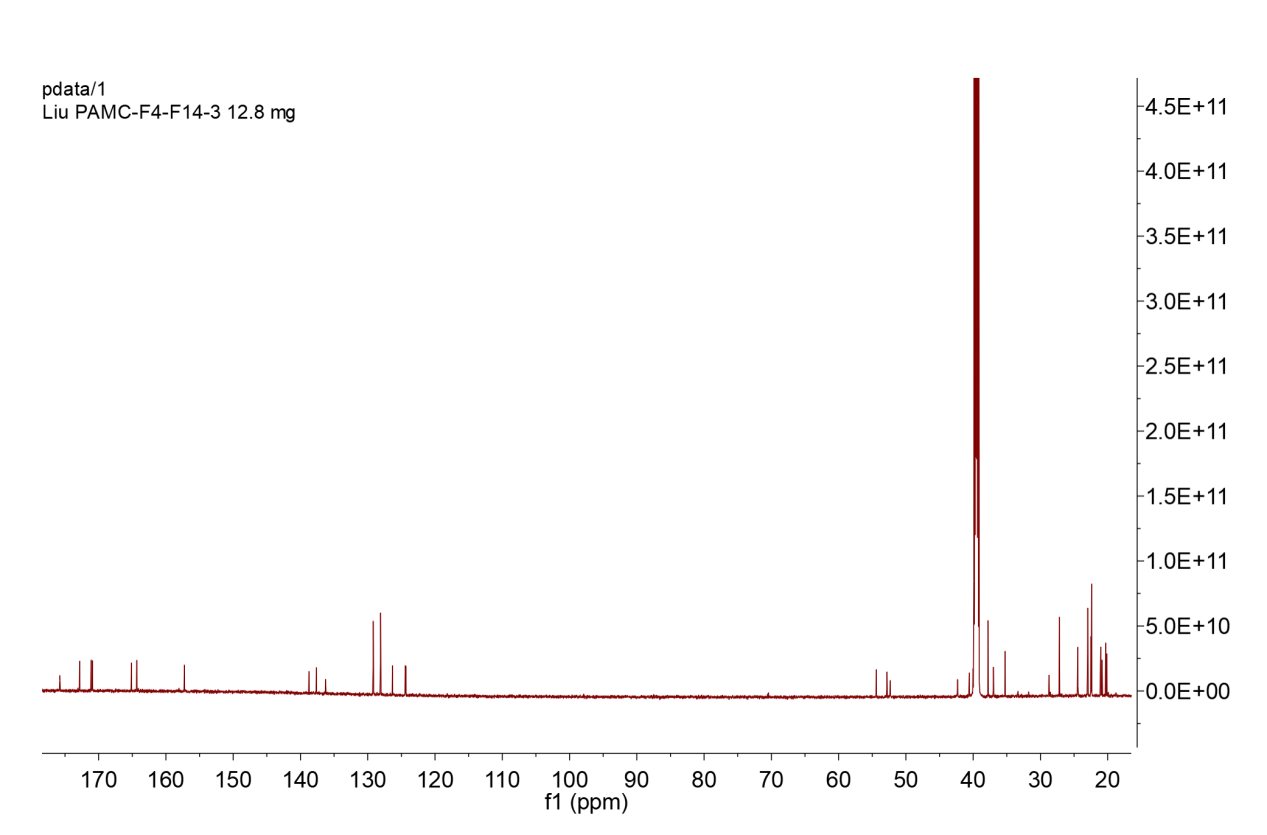 pdata/1
Liu PAMC-F4-F14-3 12.8 mg
4.5E+11
4.0E+11
3.5E+11
3.0E+11
2.5E+11
2.0E+11
1.5E+11
1.0E+11
5.0E+10
0.0E+00
170 160 150 140 130 120 110 100 90 80 70 60 50 40 30 20
f1 (ppm)